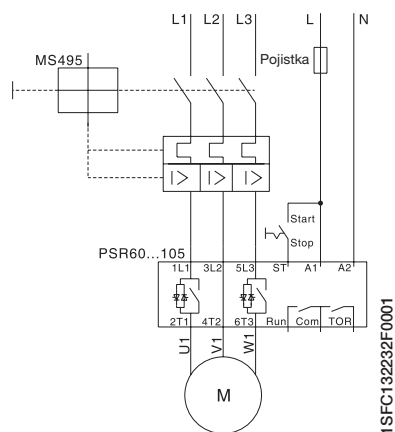 L1 L2 L3 L N
MS495
Pojistka
I> I> I>
Start
Stop
PSR60...105
ST A1 A2
1L1 3L2 5L3
2T1 4T2 6T3 Run Com TOR
U1 V1 W1
M
1SFC132232F0001